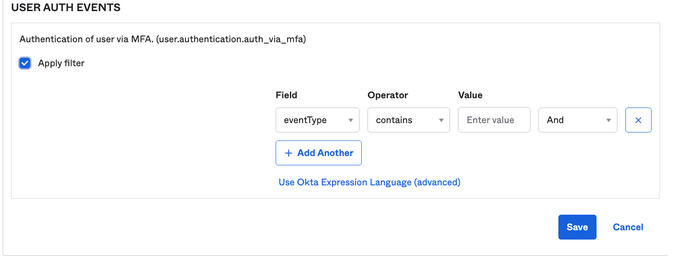 USER AUTH EVENTS
Authentication of user via MFA. (user.authentication.auth_via_mfa)
Apply filter
Field Operator Value
eventType contains Enter value And
+ Add Another
Use Okta Expression Language (advanced)
Save Cancel